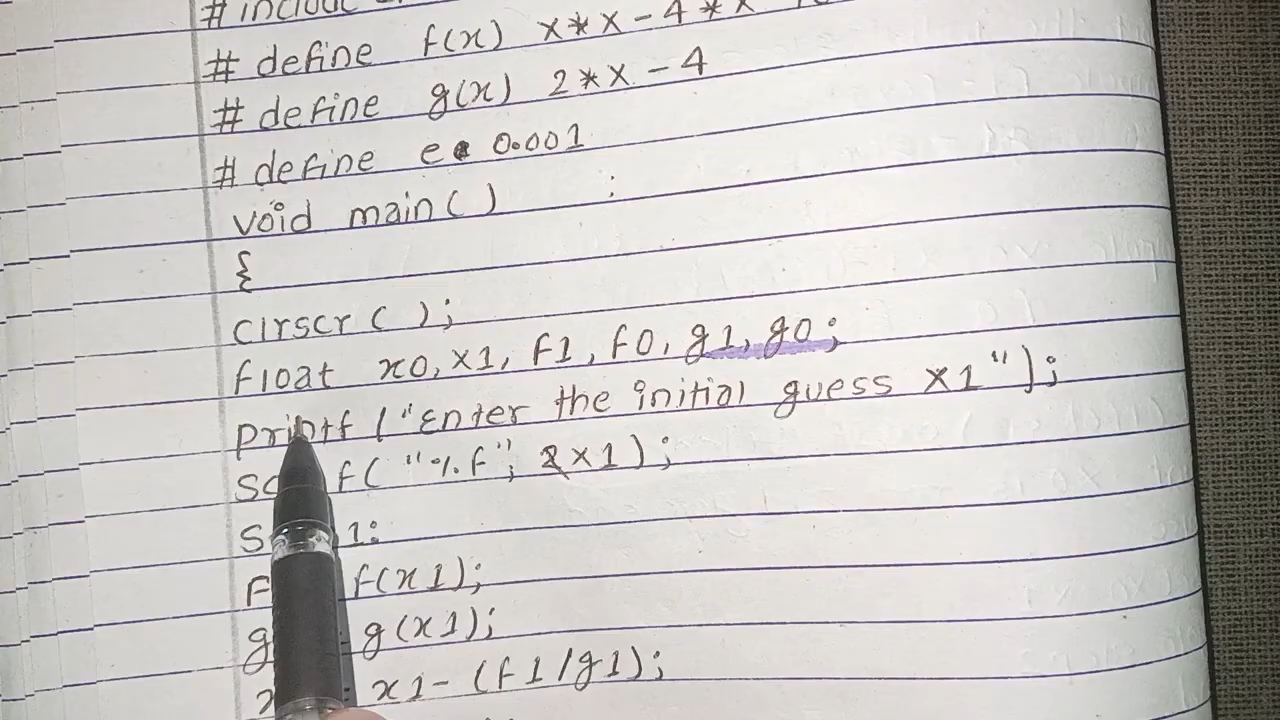 # include
# define f(x) x*x-4*x
# define g(x) 2*x-4
# define e 0.001
void main()
{
clrscr();
float x0, x1, f1, f0, g1, g0;
printf("Enter the initial guess x1");
f("%f", &x1);
1:
f(x1);
g(x1);
x1-(f1/g1);